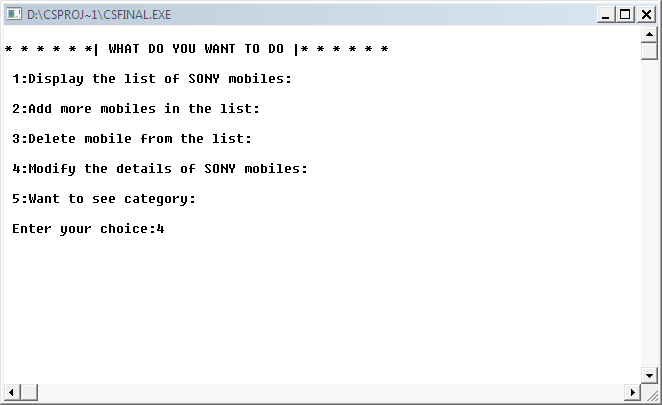 D:\CSPROJ~1\CSFINAL.EXE
* * * * * *| WHAT DO YOU WANT TO DO |* * * * * *
1:Display the list of SONY mobiles:
2:Add more mobiles in the list:
3:Delete mobile from the list:
4:Modify the details of SONY mobiles:
5:Want to see category:
Enter your choice:4